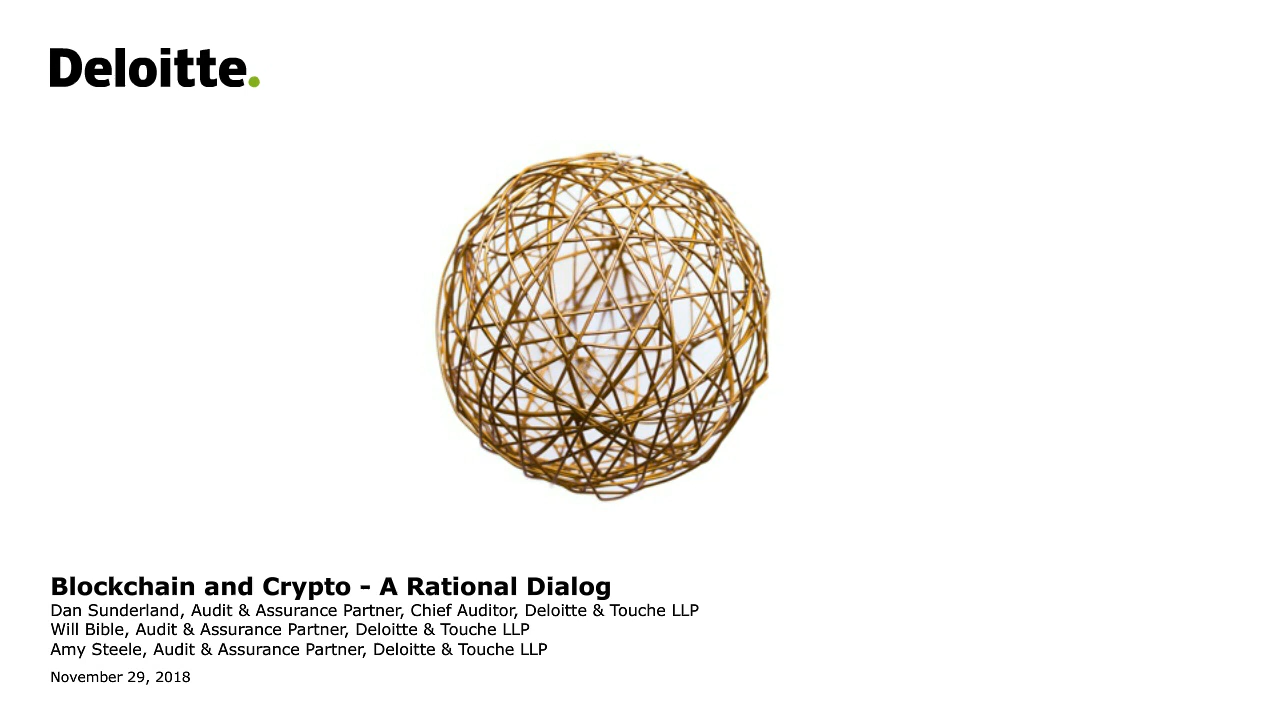 Deloitte.
Blockchain and Crypto - A Rational Dialog
Dan Sunderland, Audit & Assurance Partner, Chief Auditor, Deloitte & Touche LLP
Will Bible, Audit & Assurance Partner, Deloitte & Touche LLP
Amy Steele, Audit & Assurance Partner, Deloitte & Touche LLP
November 29, 2018